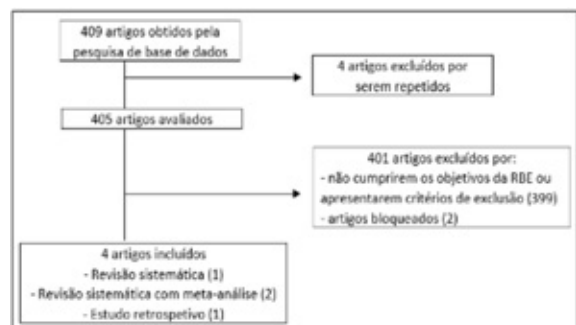 409 artigos obtidos pela
pesquisa de base de dados
4 artigos excluídos por
serem repetidos
405 artigos avaliados
401 artigos excluídos por:
- não cumprirem os objetivos da RBE ou
apresentarem critérios de exclusão (399)
- artigos bloqueados (2)
4 artigos incluídos
- Revisão sistemática (1)
- Revisão sistemática com meta-análise (2)
- Estudo retrospetivo (1)